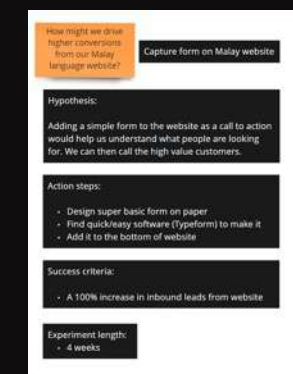 How might we drive
higher conversions
from our Malay
language website?
Capture form on Malay website
Hypothesis:
Adding a simple form to the website as a call to action
would help us understand what people are looking
for. We can then call the high value customers.
Action steps:
• Design super basic form on paper
• Find quick/easy software (Typeform) to make it
• Add it to the bottom of website
Success criteria:
• A 100% increase in inbound leads from website
Experiment length:
• 4 weeks